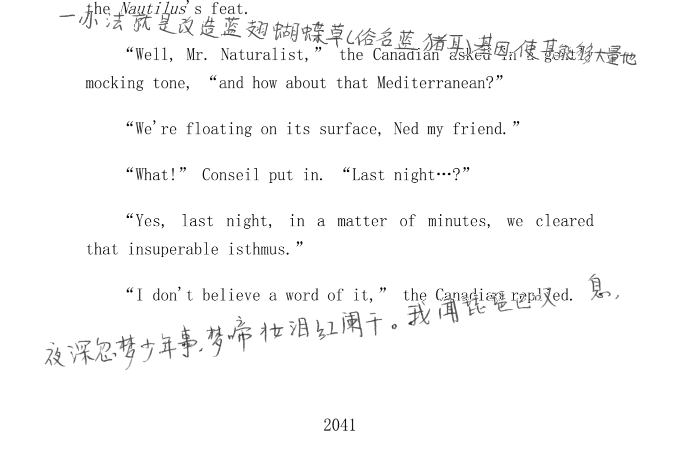 the Nautilus's feat.
一办法就是改造蓝翅蝴蝶草(俗名蓝猪耳)基因,使其能够大量他
“Well, Mr. Naturalist,” the Canadian asked in a gently
mocking tone, “and how about that Mediterranean?”
“We're floating on its surface, Ned my friend.”
“What!” Conseil put in. “Last night…?”
“Yes, last night, in a matter of minutes, we cleared
that insuperable isthmus.”
“I don't believe a word of it,” the Canadian replied.
夜深忽梦少年事,梦啼妆泪红阑干。我闻琵琶已叹息,
2041